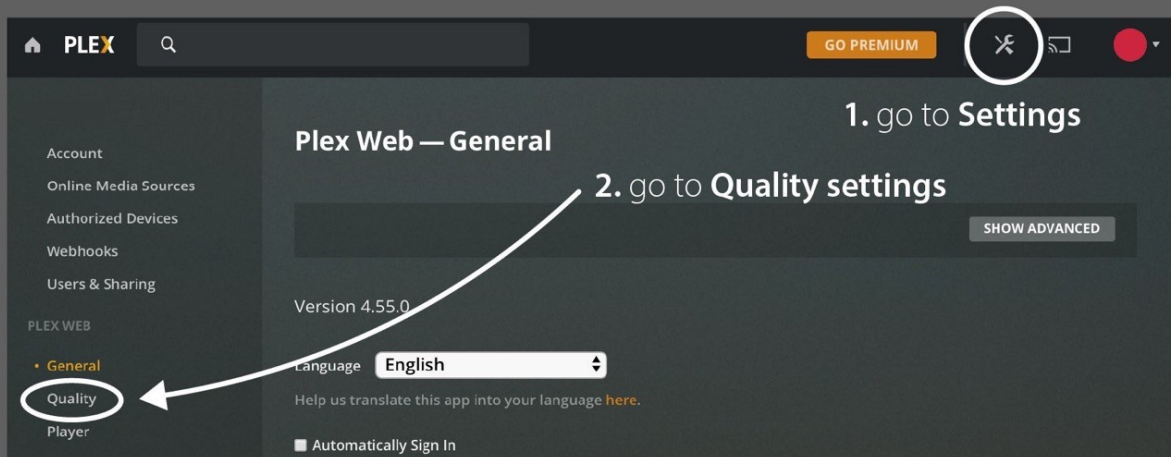 PLEX
GO PREMIUM
1. go to Settings
Plex Web — General
2. go to Quality settings
Account
Online Media Sources
Authorized Devices
Webhooks
Users & Sharing
PLEX WEB
• General
Quality
Player
SHOW ADVANCED
Version 4.55.0
Language English
Help us translate this app into your language here.
Automatically Sign In